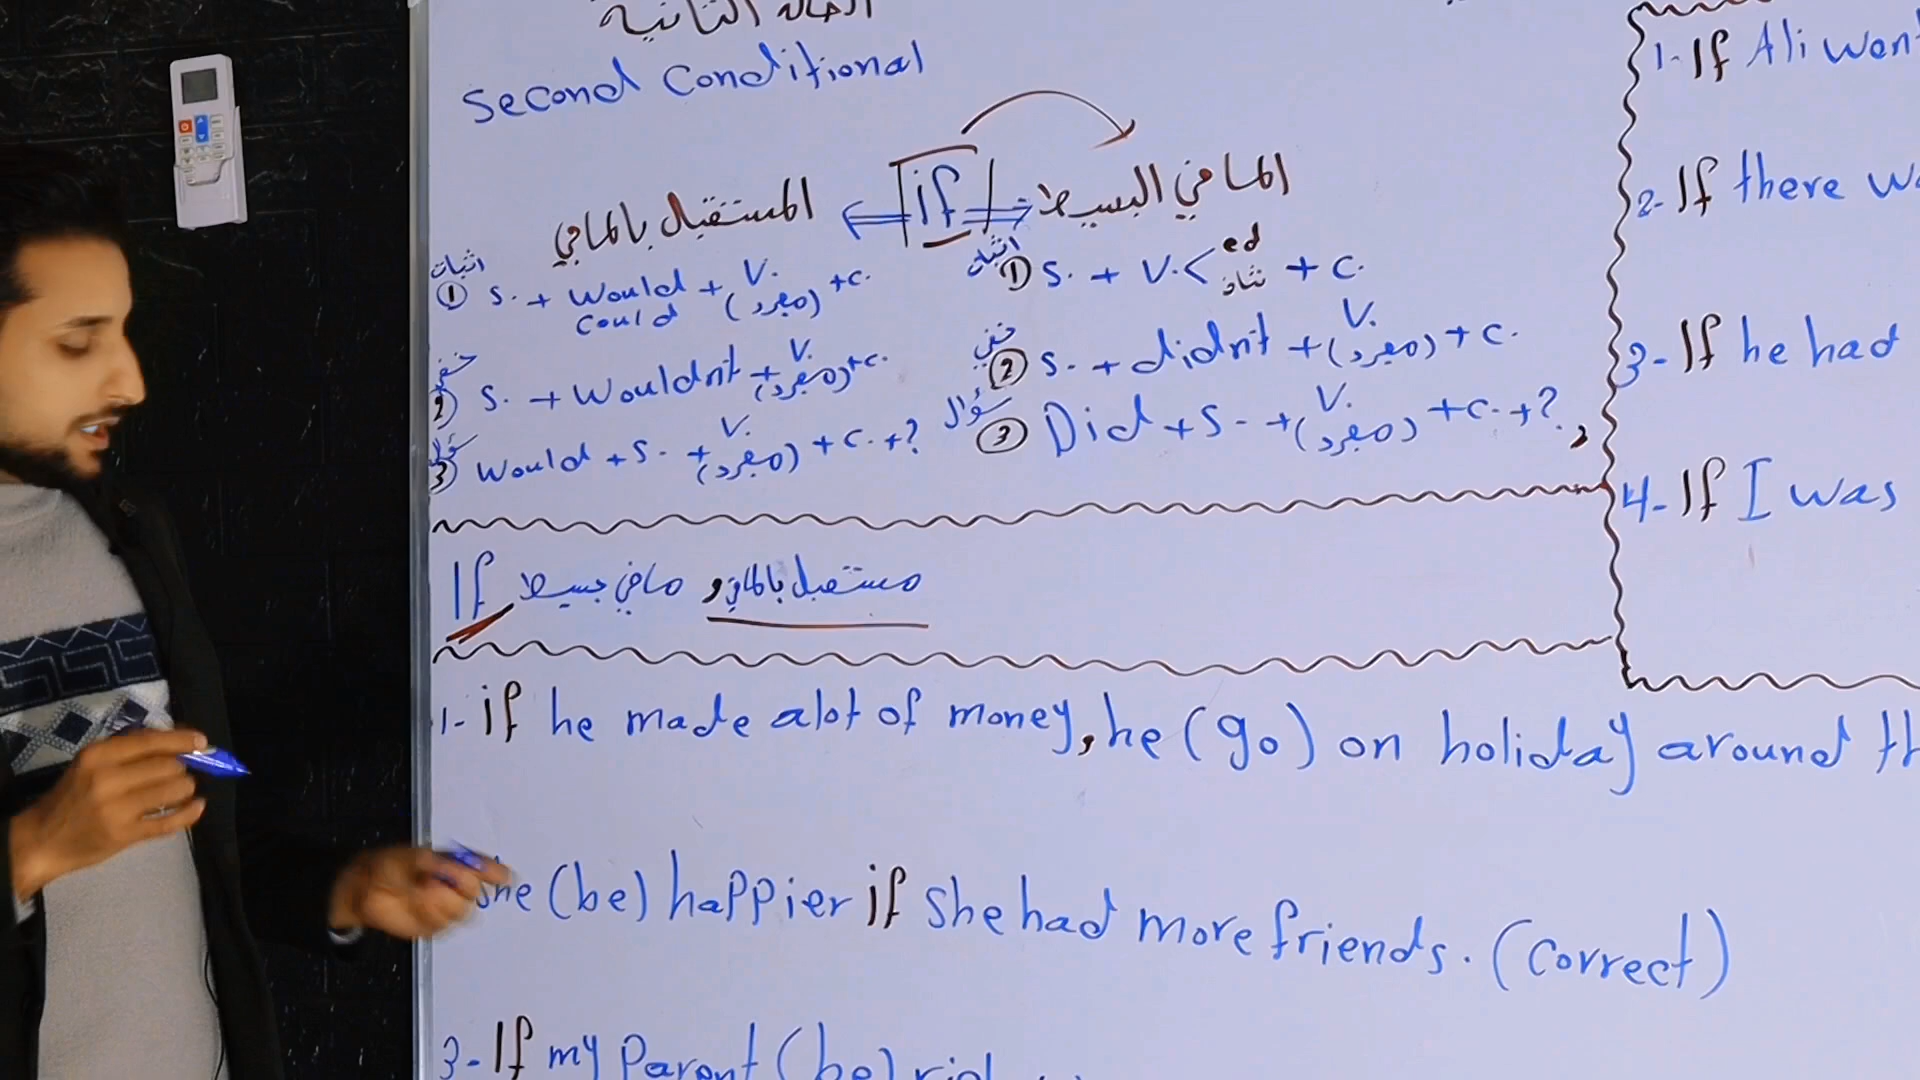 الحالة الثانية
Second Conditional
المستقبل بالماضي if الماضي البسيط
اثبات ① S. + Would + V. (مجرد) + c.
Could
نفي ② S. + Wouldn't + V. (مجرد) + c.
سؤال ③ Would + S. + V. (مجرد) + c. + ?
اثبات ① S. + V. < ed شاذ + c.
نفي ② S. + didn't + V. (مجرد) + c.
سؤال ③ Did + S. + V. (مجرد) + c. + ? ,
If ماضي بسيط , مستقبل بالماضي
1- if he made alot of money, he (go) on holiday around
she (be) happier if she had more friends. (Correct)
3- If my Parent (be)
1- If Ali
2- If there
3- If he had
4- If I was